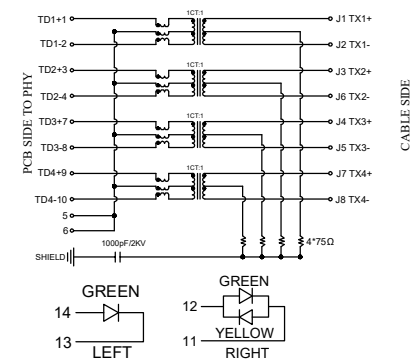 TD1+1
1CT:1
J1 TX1+
TD1-2
J2 TX1-
TD2+3
1CT:1
J3 TX2+
TD2-4
J6 TX2-
TD3+7
1CT:1
J4 TX3+
TD3-8
J5 TX3-
TD4+9
1CT:1
J7 TX4+
TD4-10
J8 TX4-
5
6
PCB SIDE TO PHY
CABLE SIDE
1000pF/2KV
4*75Ω
SHIELD
GREEN
14
13
LEFT
GREEN
12
YELLOW
11
RIGHT